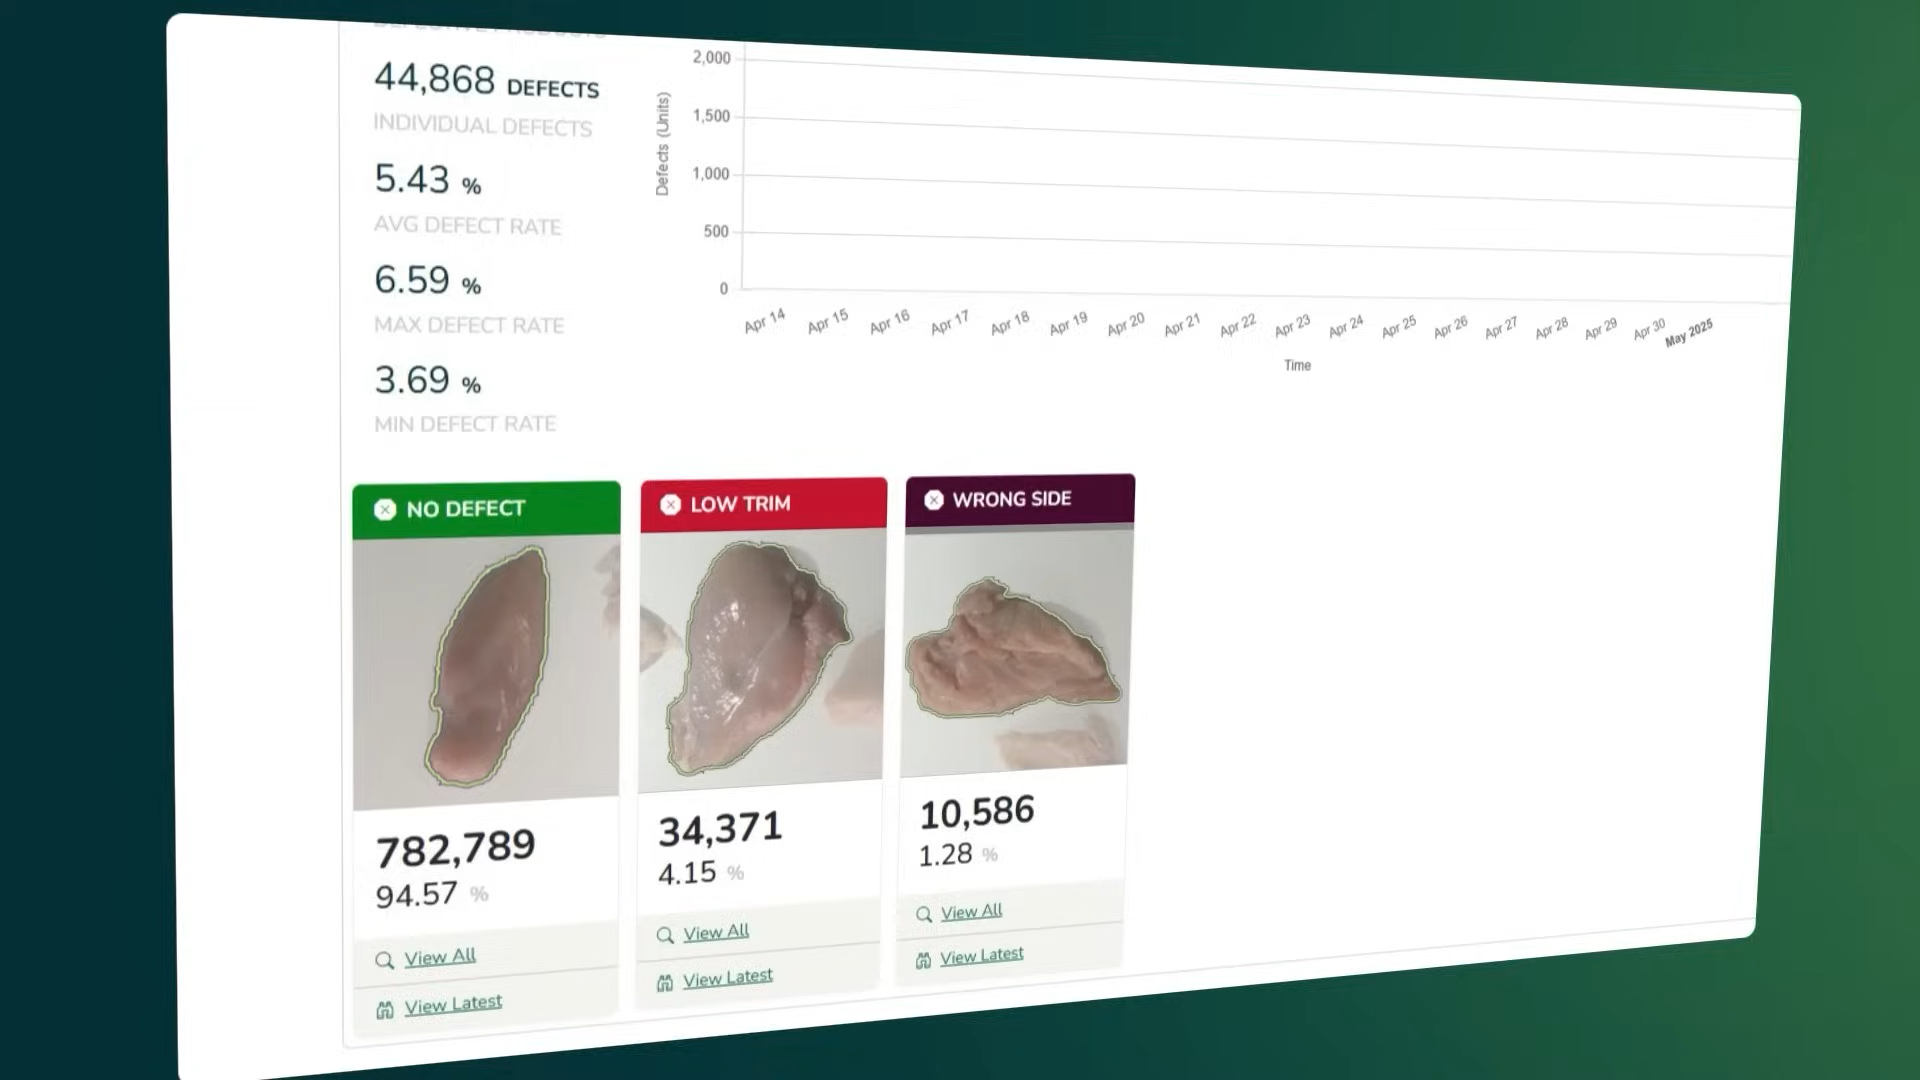 44,868 DEFECTS
INDIVIDUAL DEFECTS
5.43 %
AVG DEFECT RATE
6.59 %
MAX DEFECT RATE
3.69 %
MIN DEFECT RATE
Defects (Units)
2,000
1,500
1,000
500
0
Apr 14 Apr 15 Apr 16 Apr 17 Apr 18 Apr 19 Apr 20 Apr 21 Apr 22 Apr 23 Apr 24 Apr 25 Apr 26 Apr 27 Apr 28 Apr 29 Apr 30 May 2025
Time
NO DEFECT
782,789
94.57 %
View All
View Latest
LOW TRIM
34,371
4.15 %
View All
View Latest
WRONG SIDE
10,586
1.28 %
View All
View Latest